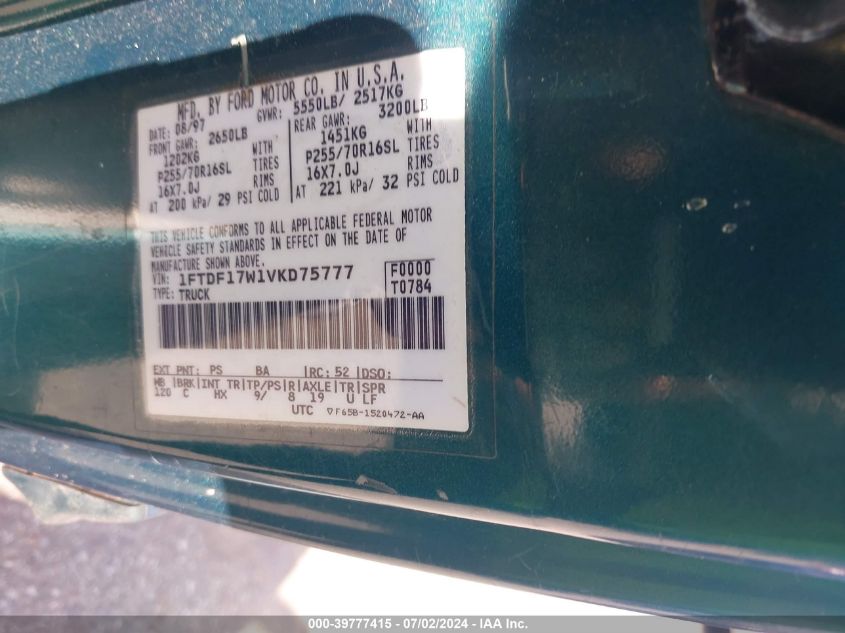 MFD. BY FORD MOTOR CO. IN U.S.A.
DATE: 08/97 GVWR: 5550LB/ 2517KG
FRONT GAWR: 2650LB REAR GAWR: 3200LB
1202KG WITH 1451KG WITH
P255/70R16SL TIRES P255/70R16SL TIRES
16X7.0J RIMS 16X7.0J RIMS
AT 200 kPa/ 29 PSI COLD AT 221 kPa/ 32 PSI COLD
THIS VEHICLE CONFORMS TO ALL APPLICABLE FEDERAL MOTOR
VEHICLE SAFETY STANDARDS IN EFFECT ON THE DATE OF
MANUFACTURE SHOWN ABOVE.
VIN: 1FTDF17W1VKD75777 F0000
TYPE: TRUCK T0784
EXT PNT: PS BA RC: 52 DSO:
WB BRK INT TR TP/PS R AXLE TR SPR
120 C HX 9/ 8 19 U LF
UTC ▽F65B-1520472-AA
000-39777415 - 07/02/2024 - IAA Inc.